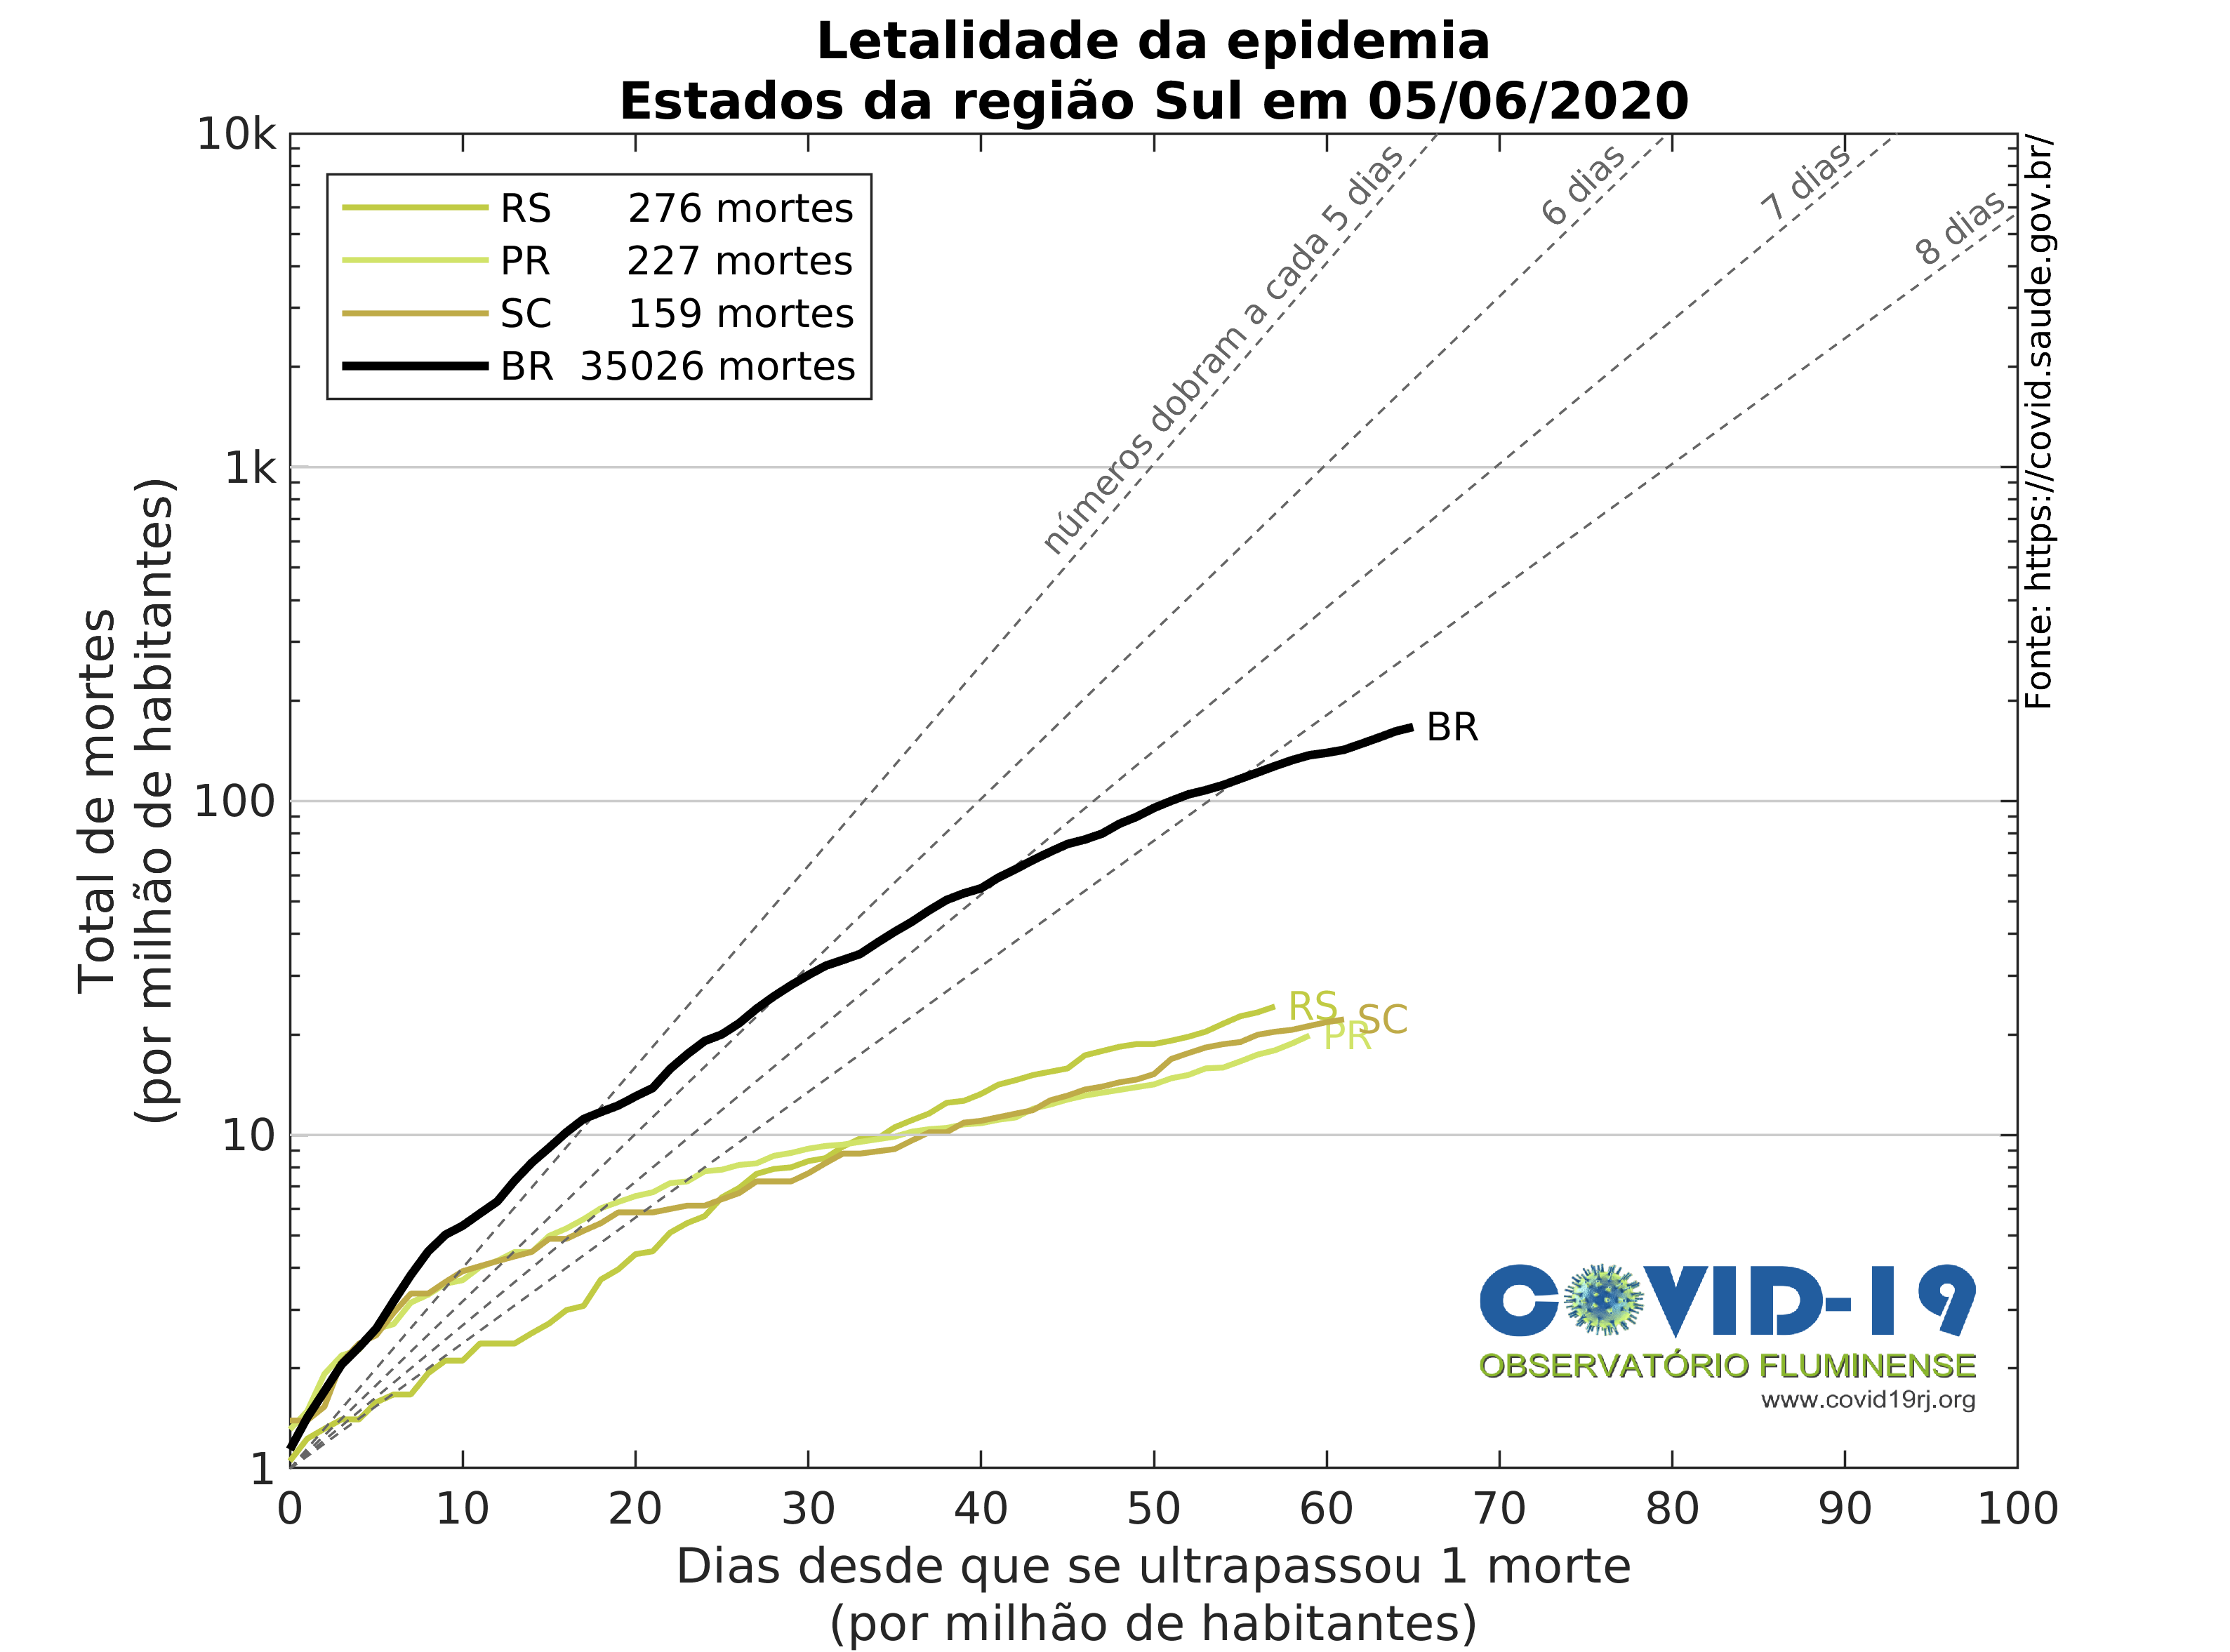 Letalidade da epidemia
Estados da região Sul em 05/06/2020
10k
1k
100
10
1
RS 276 mortes
PR 227 mortes
SC 159 mortes
BR 35026 mortes
números dobram a cada 5 dias
6 dias
7 dias
8 dias
Fonte: https://covid.saude.gov.br/
Total de mortes
(por milhão de habitantes)
BR
RS
SC
PR
COVID-19
OBSERVATÓRIO FLUMINENSE
www.covid19rj.org
0 10 20 30 40 50 60 70 80 90 100
Dias desde que se ultrapassou 1 morte
(por milhão de habitantes)